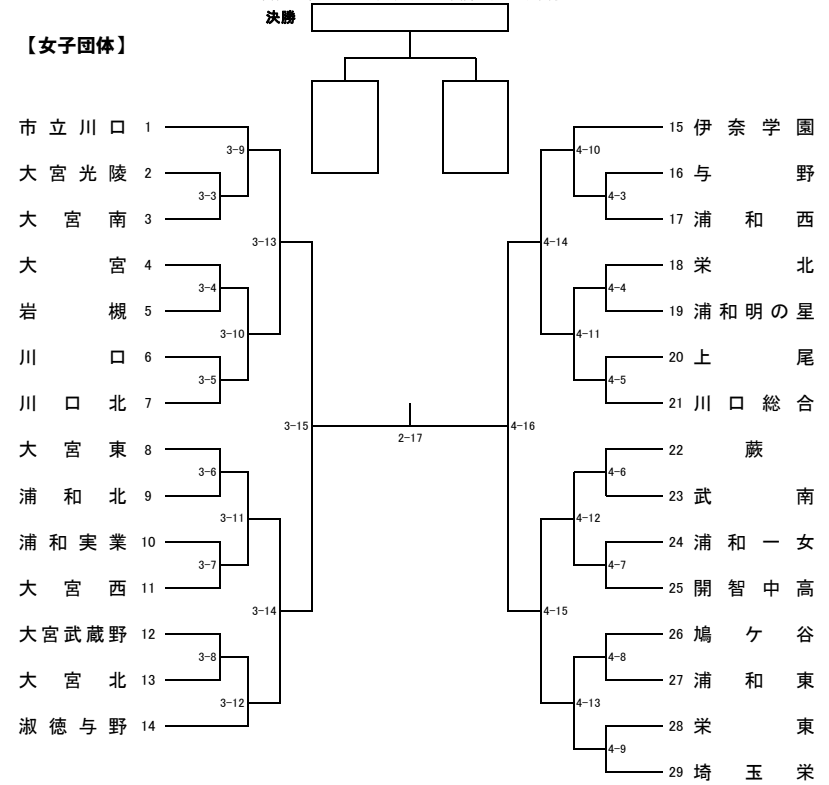 決勝
【女子団体】
市立川口 1
3-9
大宮光陵 2
3-3
大宮南 3
3-13
大宮 4
3-4
岩槻 5
3-10
川口 6
3-5
川口北 7
3-15
大宮東 8
3-6
浦和北 9
3-11
浦和実業 10
3-7
大宮西 11
3-14
大宮武蔵野 12
3-8
大宮北 13
3-12
淑徳与野 14
2-17
15 伊奈学園
4-10
16 与野
4-3
17 浦和西
4-14
18 栄北
4-4
19 浦和明の星
4-11
20 上尾
4-5
21 川口総合
4-16
22 蕨
4-6
23 武南
4-12
24 浦和一女
4-7
25 開智中高
4-15
26 鳩ケ谷
4-8
27 浦和東
4-13
28 栄東
4-9
29 埼玉栄